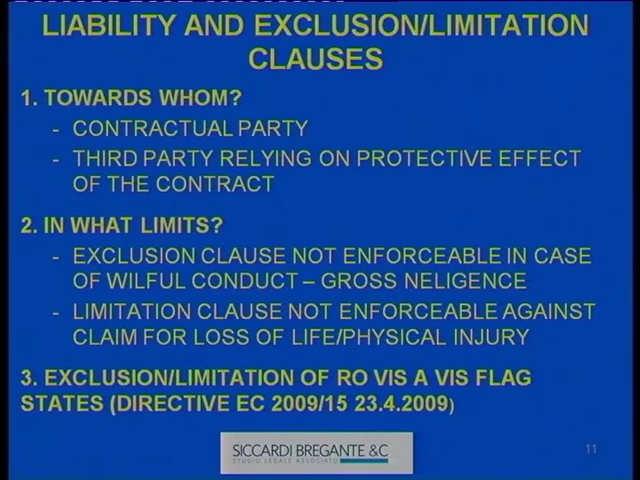 LIABILITY AND EXCLUSION/LIMITATION
CLAUSES
1. TOWARDS WHOM?
- CONTRACTUAL PARTY
- THIRD PARTY RELYING ON PROTECTIVE EFFECT
OF THE CONTRACT
2. IN WHAT LIMITS?
- EXCLUSION CLAUSE NOT ENFORCEABLE IN CASE
OF WILFUL CONDUCT – GROSS NELIGENCE
- LIMITATION CLAUSE NOT ENFORCEABLE AGAINST
CLAIM FOR LOSS OF LIFE/PHYSICAL INJURY
3. EXCLUSION/LIMITATION OF RO VIS A VIS FLAG
STATES (DIRECTIVE EC 2009/15 23.4.2009)
SICCARDI BREGANTE &C
STUDIO LEGALE ASSOCIATO
11